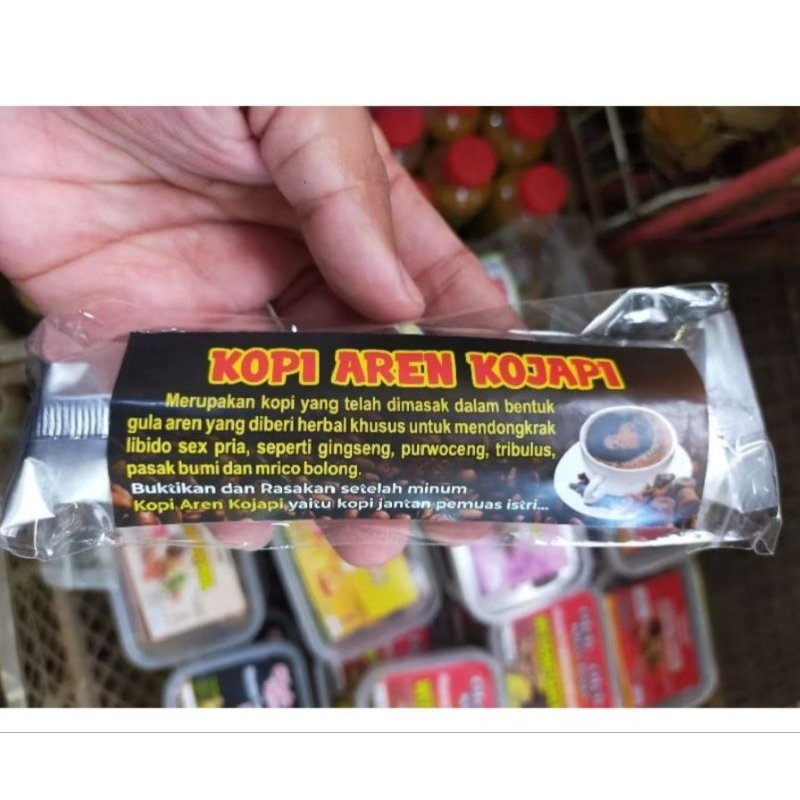 KOPI AREN KOJAPI
Merupakan kopi yang telah dimasak dalam bentuk
gula aren yang diberi herbal khusus untuk mendongkrak
libido sex pria, seperti gingseng, purwoceng, tribulus,
pasak bumi dan mrico bolong.
Buktikan dan Rasakan setelah minum
Kopi Aren Kojapi yaitu kopi jantan pemuas istri...